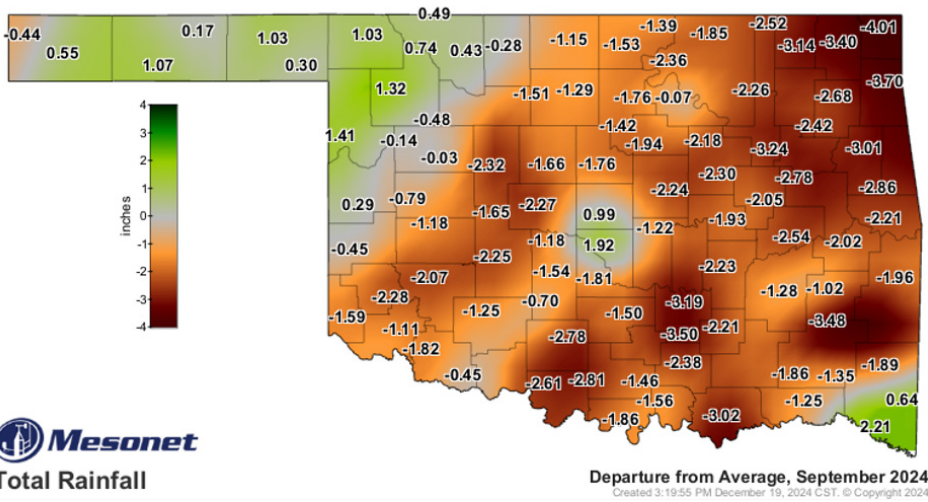 0.49
-0.44 0.17 1.03 1.03 -1.39 -1.85 -2.52 -4.01
0.55 0.74 0.43 -0.28 -1.15 -1.53 -3.14 -3.40
1.07 0.30 -2.36
1.32 -1.51 -1.29 -1.76 -0.07 -2.26 -2.68 -3.70
-0.48 -1.42 -2.42
1.41 -0.14 -1.94 -2.18 -3.24 -3.01
-0.03 -2.32 -1.66 -1.76
-2.30 -2.78
-0.79 -2.24 -2.05 -2.86
0.29 -1.65 -2.27 0.99 -1.93 -2.21
-1.18 -1.22
-0.45 -1.18 1.92 -2.54 -2.02
-2.25 -2.23
-2.07 -1.54 -1.81 -1.28 -1.02 -1.96
-2.28 -0.70 -3.19
-1.59 -1.25 -1.50 -3.48
-1.11 -2.78 -3.50 -2.21
-1.82 -2.38 -1.89
-0.45 -2.61 -2.81 -1.46 -1.86 -1.35
-1.56 -1.25 0.64
-1.86 -3.02 2.21
4
3
2
1
0
-1
-2
-3
-4
inches
Mesonet
Total Rainfall
Departure from Average, September 2024
Created 3:19:55 PM December 19, 2024 CST. © Copyright 2024